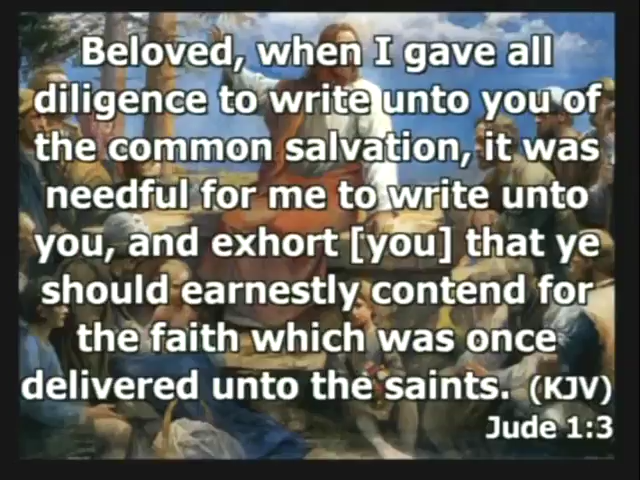 Beloved, when I gave all
diligence to write unto you of
the common salvation, it was
needful for me to write unto
you, and exhort [you] that ye
should earnestly contend for
the faith which was once
delivered unto the saints. (KJV)
Jude 1:3